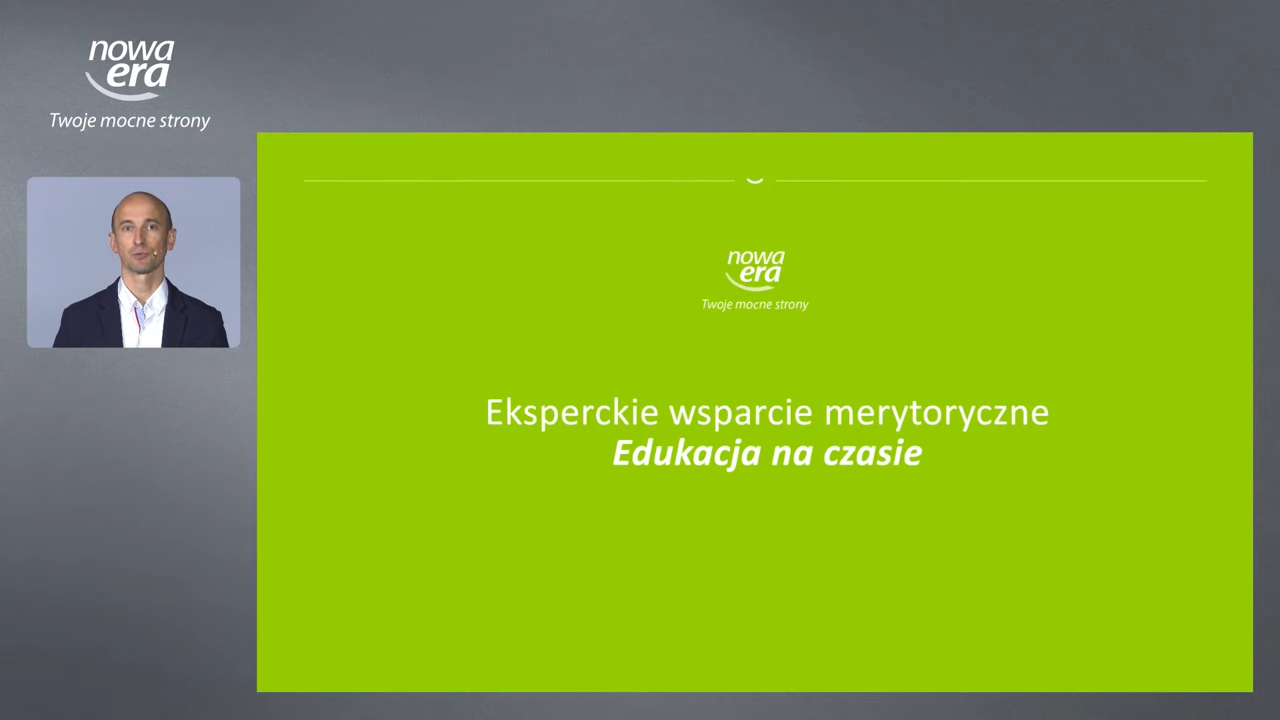 nowa
era
Twoje mocne strony
nowa
era
Twoje mocne strony
Eksperckie wsparcie merytoryczne
Edukacja na czasie